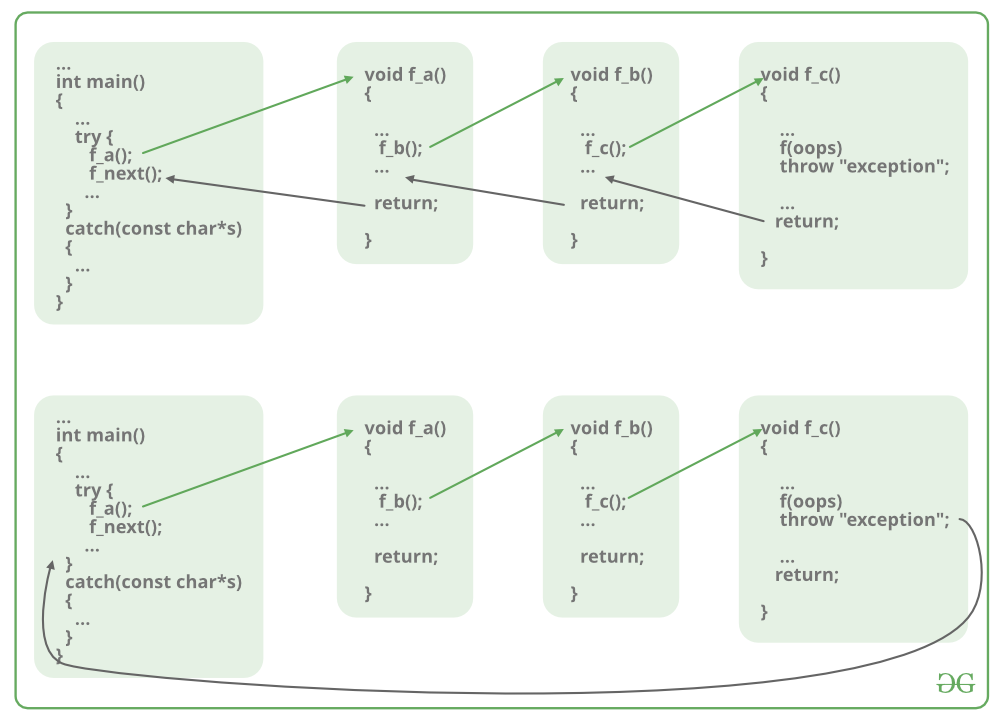 ...
int main()
{
...
try {
f_a();
f_next();
...
}
catch(const char*s)
{
...
}
}
void f_a()
{
...
f_b();
...
return;
}
void f_b()
{
...
f_c();
...
return;
}
void f_c()
{
...
f(oops)
throw "exception";
...
return;
}
...
int main()
{
...
try {
f_a();
f_next();
...
}
catch(const char*s)
{
...
}
}
void f_a()
{
...
f_b();
...
return;
}
void f_b()
{
...
f_c();
...
return;
}
void f_c()
{
...
f(oops)
throw "exception";
...
return;
}